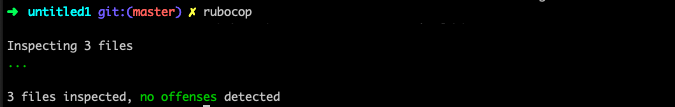 ➜ untitled1 git:(master) ✗ rubocop
Inspecting 3 files
...
3 files inspected, no offenses detected